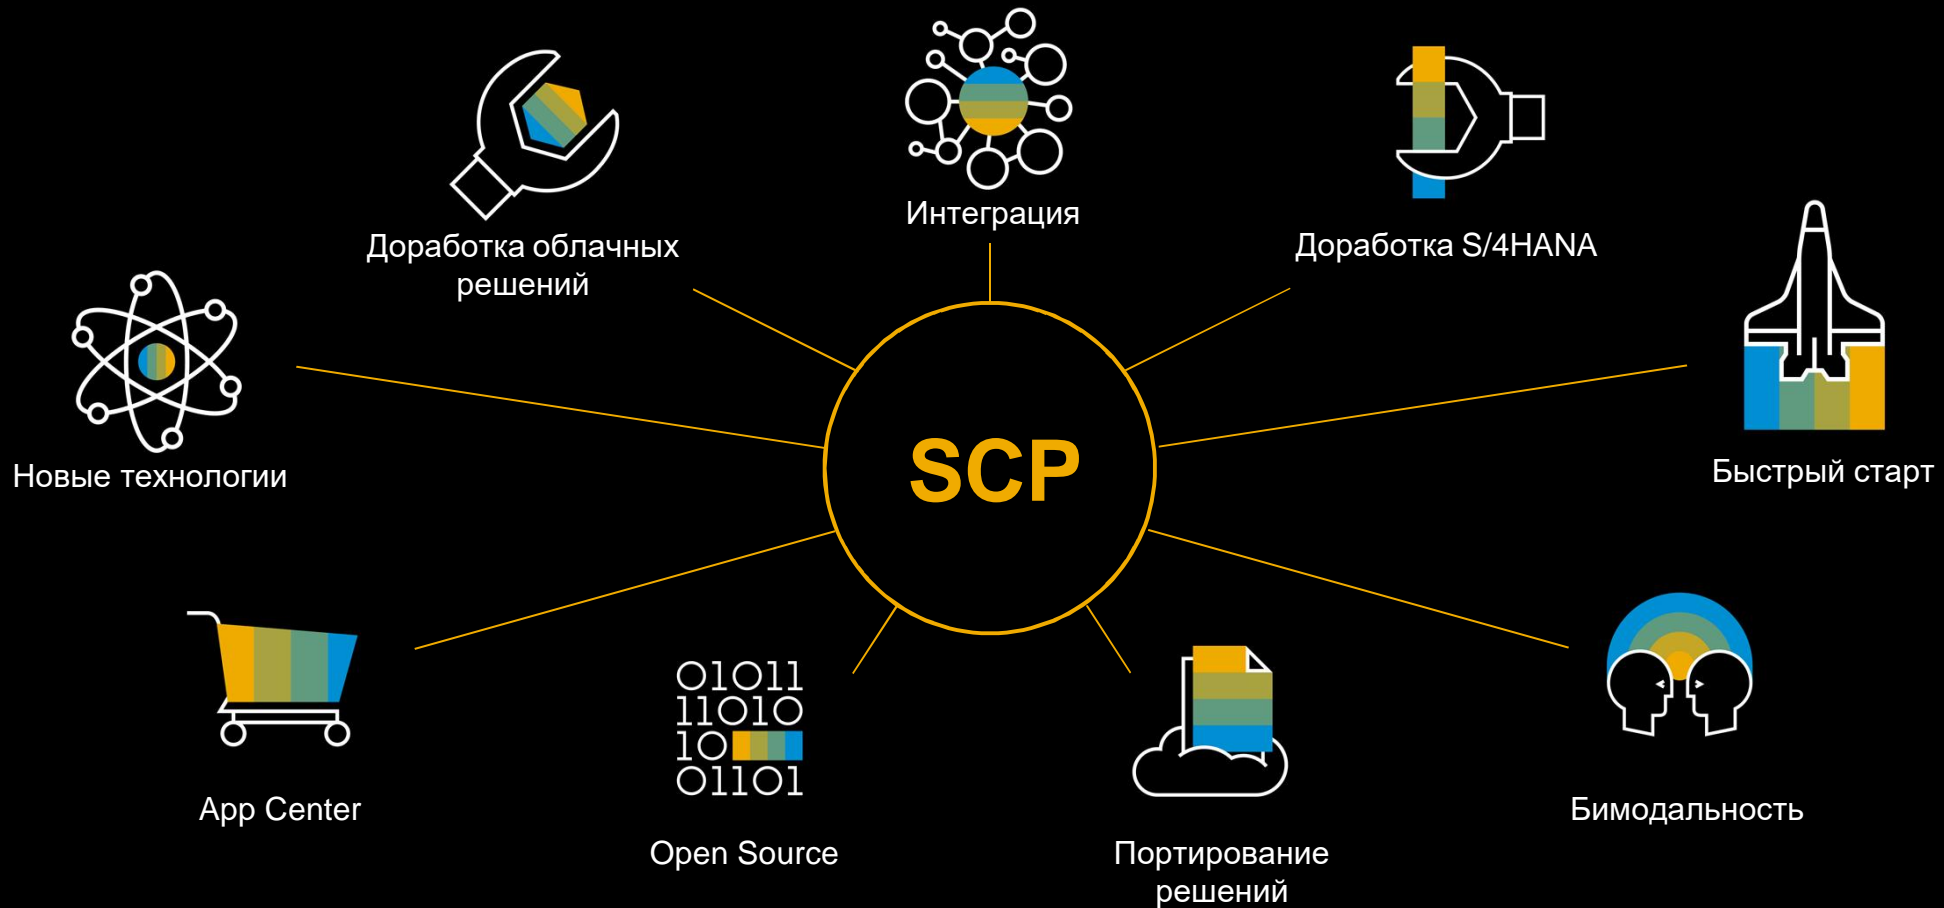 Интеграция
Доработка облачных
решений
Доработка S/4HANA
Новые технологии
SCP
Быстрый старт
01011
11010
10
01101
App Center
Бимодальность
Open Source
Портирование
решений